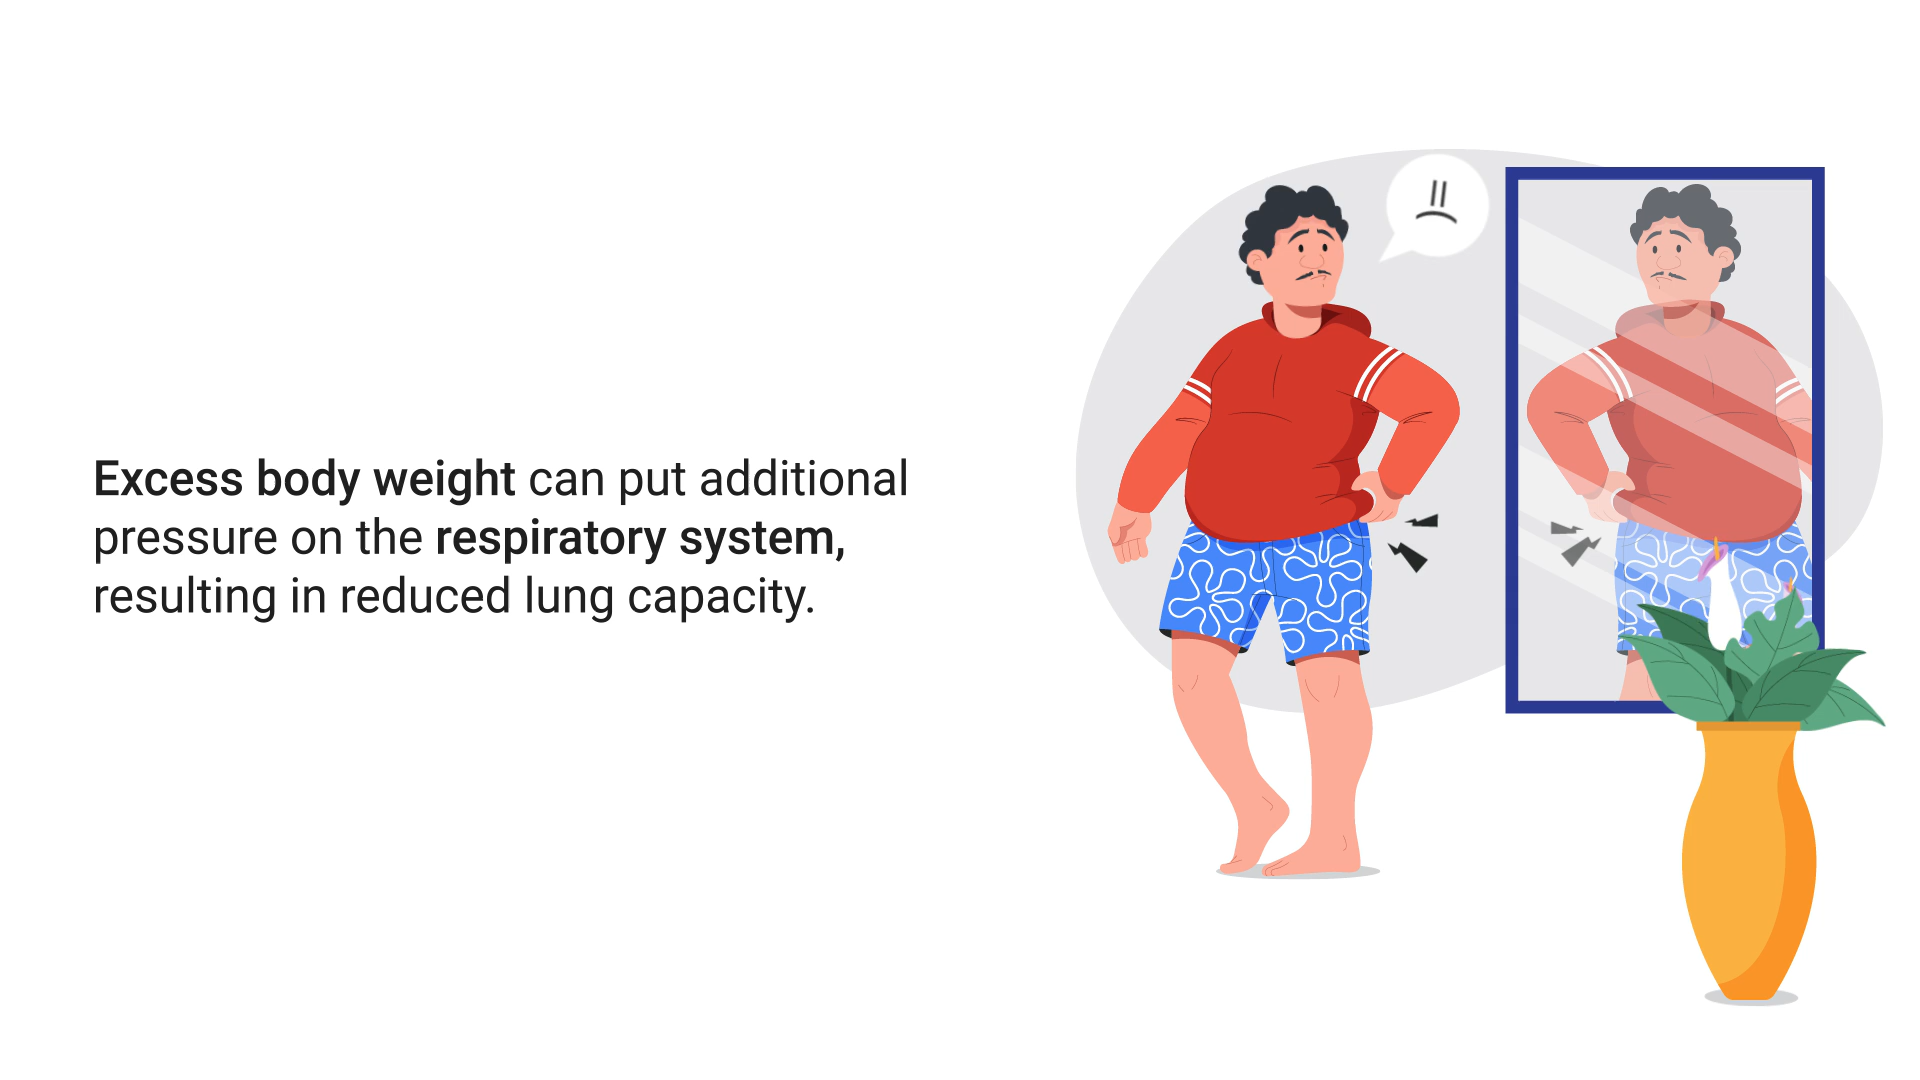 Excess body weight can put additional
pressure on the respiratory system,
resulting in reduced lung capacity.